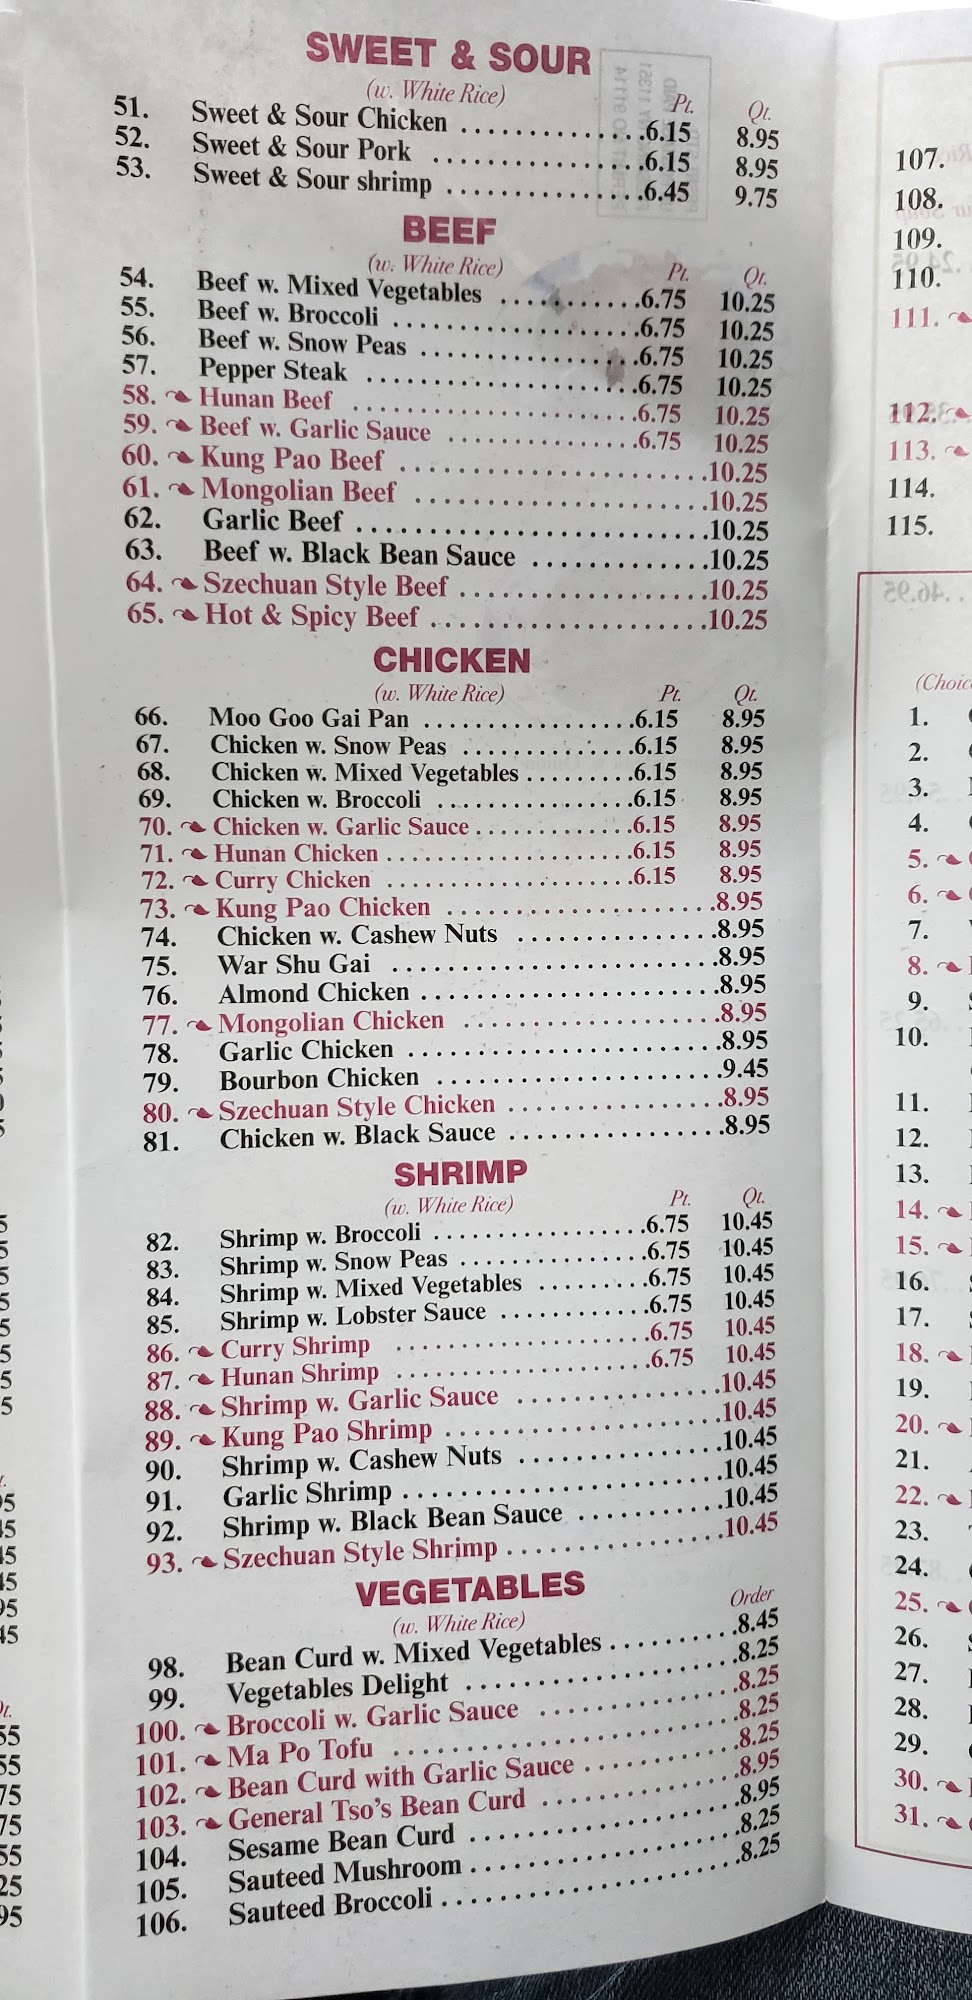 SWEET & SOUR
(w. White Rice) Pt. Qt.
51. Sweet & Sour Chicken 6.15 8.95
52. Sweet & Sour Pork 6.15 8.95
53. Sweet & Sour shrimp 6.45 9.75
BEEF
(w. White Rice) Pt. Qt.
54. Beef w. Mixed Vegetables 6.75 10.25
55. Beef w. Broccoli 6.75 10.25
56. Beef w. Snow Peas 6.75 10.25
57. Pepper Steak 6.75 10.25
58. Hunan Beef 6.75 10.25
59. Beef w. Garlic Sauce 6.75 10.25
60. Kung Pao Beef 10.25
61. Mongolian Beef 10.25
62. Garlic Beef 10.25
63. Beef w. Black Bean Sauce 10.25
64. Szechuan Style Beef 10.25
65. Hot & Spicy Beef 10.25
CHICKEN
(w. White Rice) Pt. Qt.
66. Moo Goo Gai Pan 6.15 8.95
67. Chicken w. Snow Peas 6.15 8.95
68. Chicken w. Mixed Vegetables 6.15 8.95
69. Chicken w. Broccoli 6.15 8.95
70. Chicken w. Garlic Sauce 6.15 8.95
71. Hunan Chicken 6.15 8.95
72. Curry Chicken 6.15 8.95
73. Kung Pao Chicken 8.95
74. Chicken w. Cashew Nuts 8.95
75. War Shu Gai 8.95
76. Almond Chicken 8.95
77. Mongolian Chicken 8.95
78. Garlic Chicken 8.95
79. Bourbon Chicken 9.45
80. Szechuan Style Chicken 8.95
81. Chicken w. Black Sauce 8.95
SHRIMP
(w. White Rice) Pt. Qt.
82. Shrimp w. Broccoli 6.75 10.45
83. Shrimp w. Snow Peas 6.75 10.45
84. Shrimp w. Mixed Vegetables 6.75 10.45
85. Shrimp w. Lobster Sauce 6.75 10.45
86. Curry Shrimp 6.75 10.45
87. Hunan Shrimp 6.75 10.45
88. Shrimp w. Garlic Sauce 10.45
89. Kung Pao Shrimp 10.45
90. Shrimp w. Cashew Nuts 10.45
91. Garlic Shrimp 10.45
92. Shrimp w. Black Bean Sauce 10.45
93. Szechuan Style Shrimp 10.45
VEGETABLES
(w. White Rice) Order
98. Bean Curd w. Mixed Vegetables 8.45
99. Vegetables Delight 8.25
100. Broccoli w. Garlic Sauce 8.25
101. Ma Po Tofu 8.25
102. Bean Curd with Garlic Sauce 8.25
103. General Tso's Bean Curd 8.95
104. Sesame Bean Curd 8.95
105. Sauteed Mushroom 8.25
106. Sauteed Broccoli 8.25
107.
108.
109.
110.
111.
112.
113.
114.
115.
(Choic
1.
2.
3.
4.
5.
6.
7.
8.
9.
10.
11.
12.
13.
14.
15.
16.
17.
18.
19.
20.
21.
22.
23.
24.
25.
26.
27.
28.
29.
30.
31.